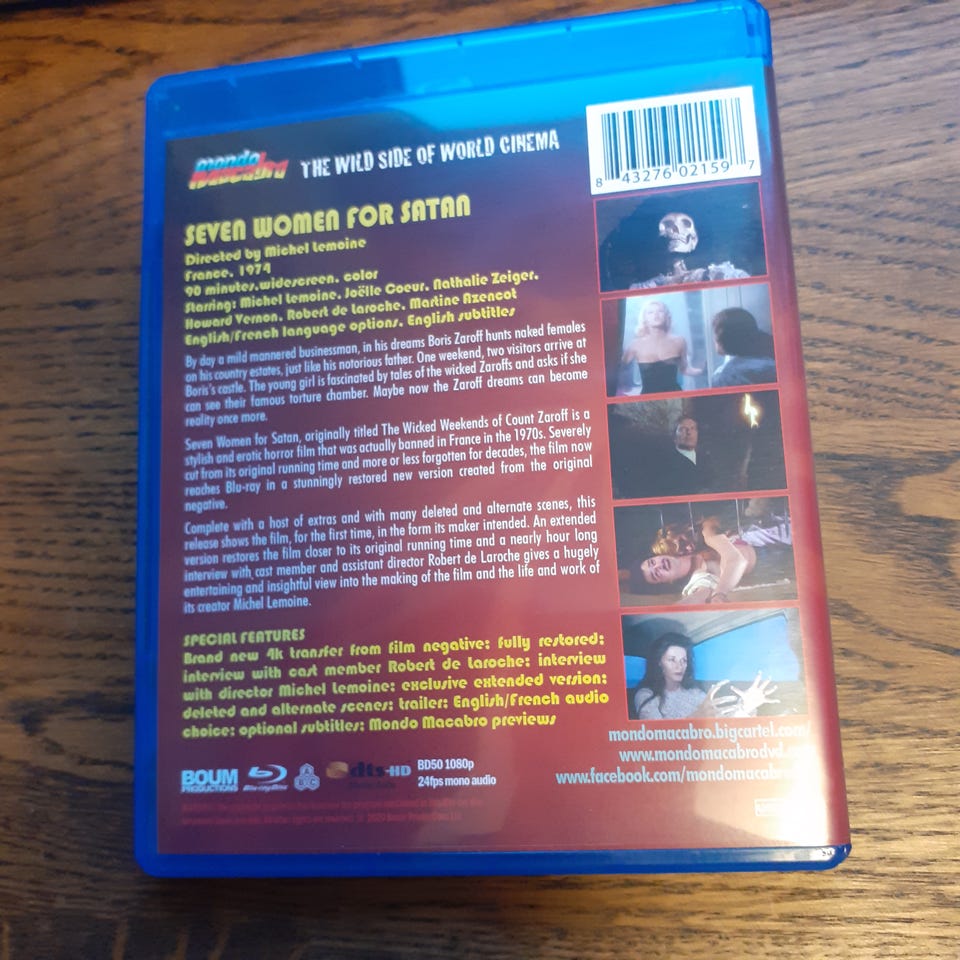 mondo macabro
THE WILD SIDE OF WORLD CINEMA
8 43276 02159 7
SEVEN WOMEN FOR SATAN
Directed by Michel Lemoine
France, 1974
90 minutes.widescreen, color
Starring: Michel Lemoine, Joëlle Coeur, Nathalie Zeiger,
Howard Vernon, Robert de Laroche, Martine Azencot
English/French language options, English subtitles
By day a mild mannered businessman, in his dreams Boris Zaroff hunts naked females
on his country estates, just like his notorious father. One weekend, two visitors arrive at
Boris's castle. The young girl is fascinated by tales of the wicked Zaroffs and asks if she
can see their famous torture chamber. Maybe now the Zaroff dreams can become
reality once more.
Seven Women for Satan, originally titled The Wicked Weekends of Count Zaroff is a
stylish and erotic horror film that was actually banned in France in the 1970s. Severely
cut from its original running time and more or less forgotten for decades, the film now
reaches Blu-ray in a stunningly restored new version created from the original
negative.
Complete with a host of extras and with many deleted and alternate scenes, this
release shows the film, for the first time, in the form its maker intended. An extended
version restores the film closer to its original running time and a nearly hour long
interview with cast member and assistant director Robert de Laroche gives a hugely
entertaining and insightful view into the making of the film and the life and work of
its creator Michel Lemoine.
SPECIAL FEATURES
Brand new 4k transfer from film negative; fully restored;
interview with cast member Robert de Laroche; interview
with director Michel Lemoine; exclusive extended version;
deleted and alternate scenes; trailer; English/French audio
choice; optional subtitles; Mondo Macabro previews
mondomacabro.bigcartel.com/
www.mondomacabrodvd.
www.facebook.com/mondomacabro
BOUM
PRODUCTIONS
Blu-ray Disc
A B C
dts-HD
BD50 1080p
24fps mono audio